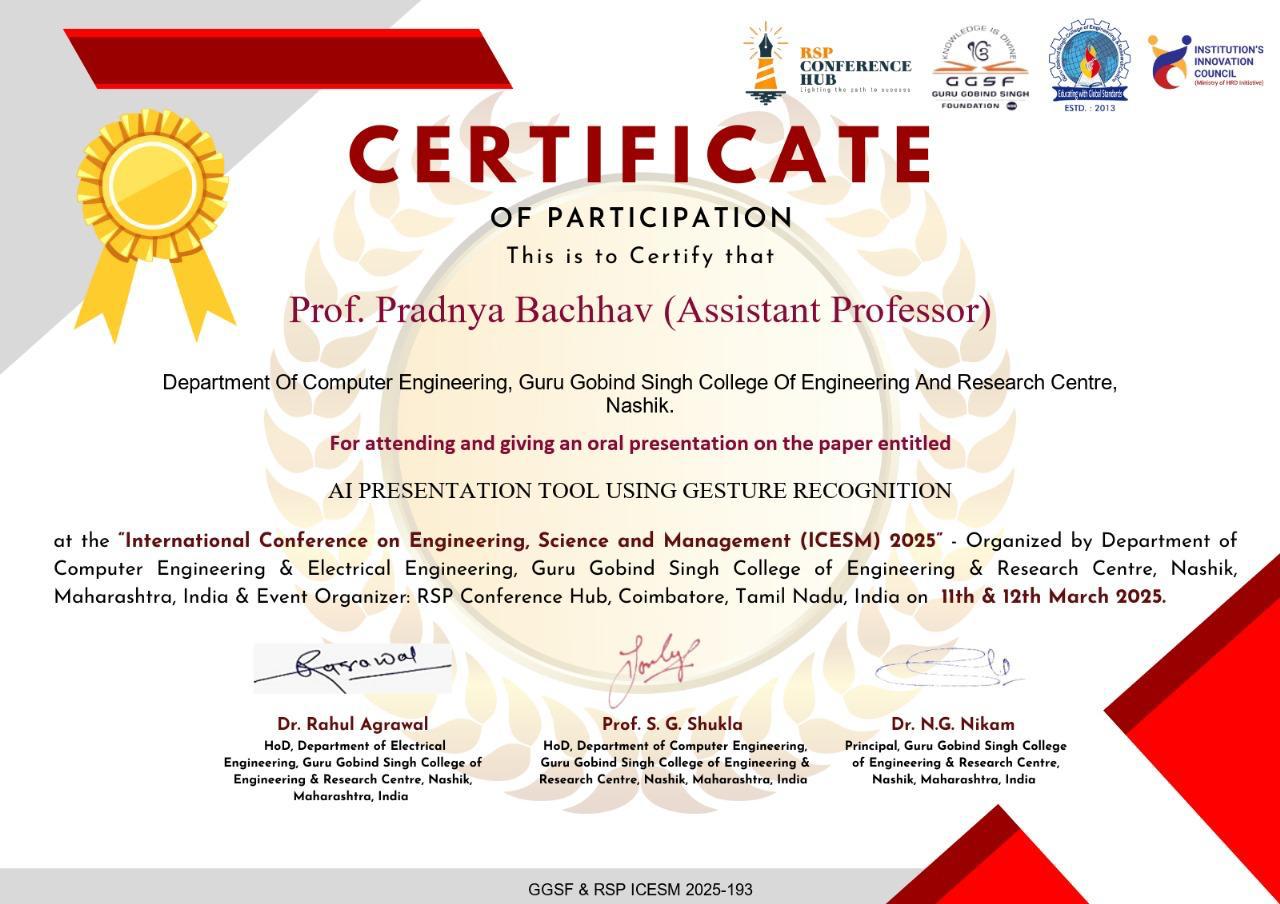 RSP
CONFERENCE
HUB
Lighting the path to success
KNOWLEDGE IS DIVINE
GGSF
GURU GOBIND SINGH
FOUNDATION
Educating with Global Standards
ESTD. : 2013
INSTITUTION'S
INNOVATION
COUNCIL
(Ministry of HRD Initiative)
CERTIFICATE
OF PARTICIPATION
This is to Certify that
Prof. Pradnya Bachhav (Assistant Professor)
Department Of Computer Engineering, Guru Gobind Singh College Of Engineering And Research Centre,
Nashik.
For attending and giving an oral presentation on the paper entitled
AI PRESENTATION TOOL USING GESTURE RECOGNITION
at the “International Conference on Engineering, Science and Management (ICESM) 2025” - Organized by Department of
Computer Engineering & Electrical Engineering, Guru Gobind Singh College of Engineering & Research Centre, Nashik,
Maharashtra, India & Event Organizer: RSP Conference Hub, Coimbatore, Tamil Nadu, India on 11th & 12th March 2025.
Dr. Rahul Agrawal
HoD, Department of Electrical
Engineering, Guru Gobind Singh College of
Engineering & Research Centre, Nashik,
Maharashtra, India
Prof. S. G. Shukla
HoD, Department of Computer Engineering,
Guru Gobind Singh College of Engineering &
Research Centre, Nashik, Maharashtra, India
Dr. N.G. Nikam
Principal, Guru Gobind Singh College
of Engineering & Research Centre,
Nashik, Maharashtra, India
GGSF & RSP ICESM 2025-193